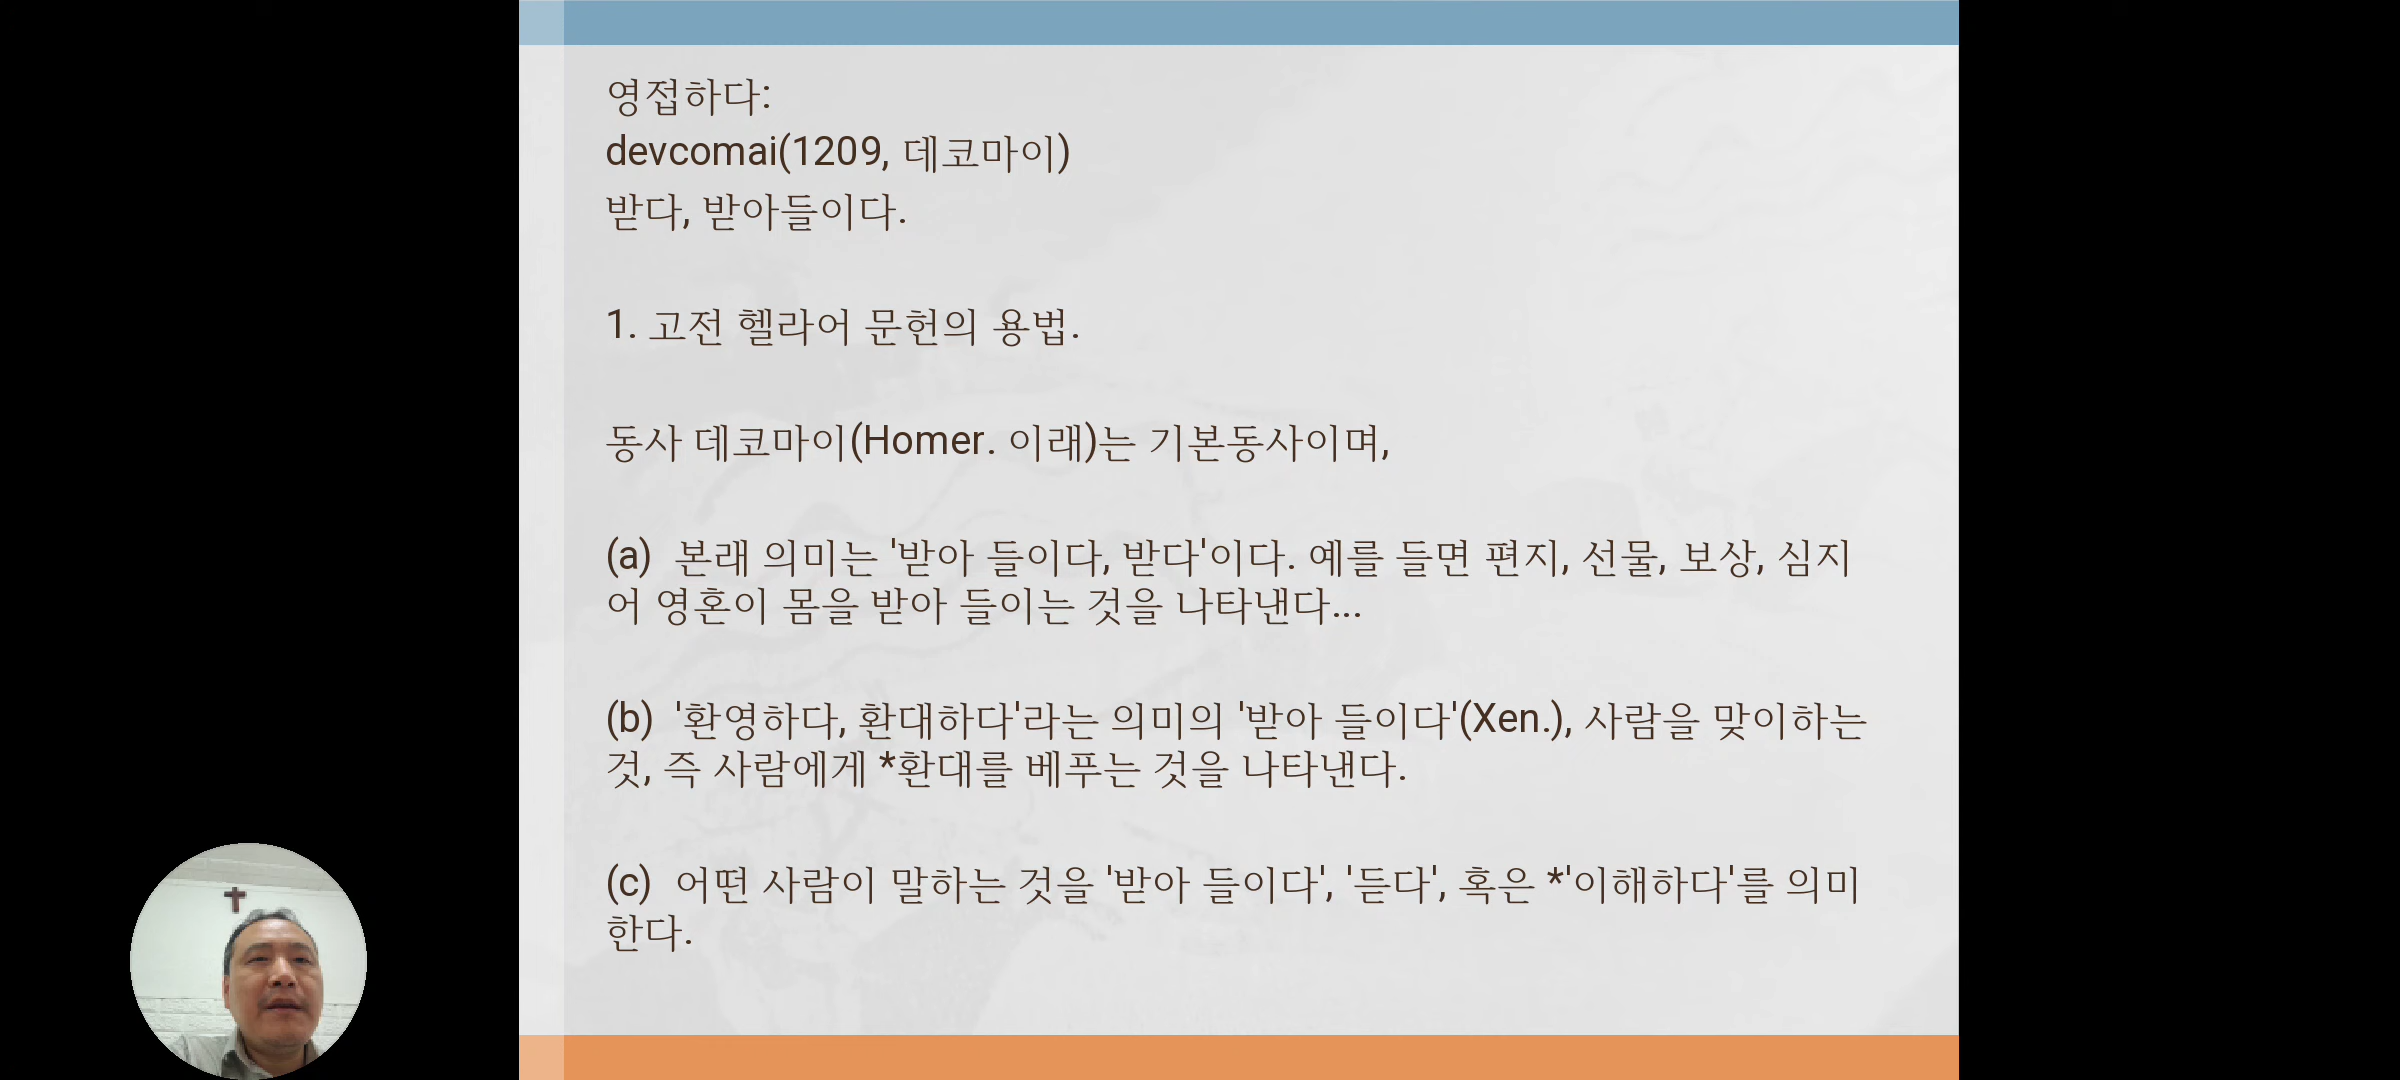 영접하다:
devcomai(1209, 데코마이)
받다, 받아들이다.
1. 고전 헬라어 문헌의 용법.
동사 데코마이(Homer. 이래)는 기본동사이며,
(a) 본래 의미는 '받아 들이다, 받다'이다. 예를 들면 편지, 선물, 보상, 심지
어 영혼이 몸을 받아 들이는 것을 나타낸다...
(b) '환영하다, 환대하다'라는 의미의 '받아 들이다'(Xen.), 사람을 맞이하는
것, 즉 사람에게 *환대를 베푸는 것을 나타낸다.
(c) 어떤 사람이 말하는 것을 '받아 들이다', '듣다', 혹은 *'이해하다'를 의미
한다.